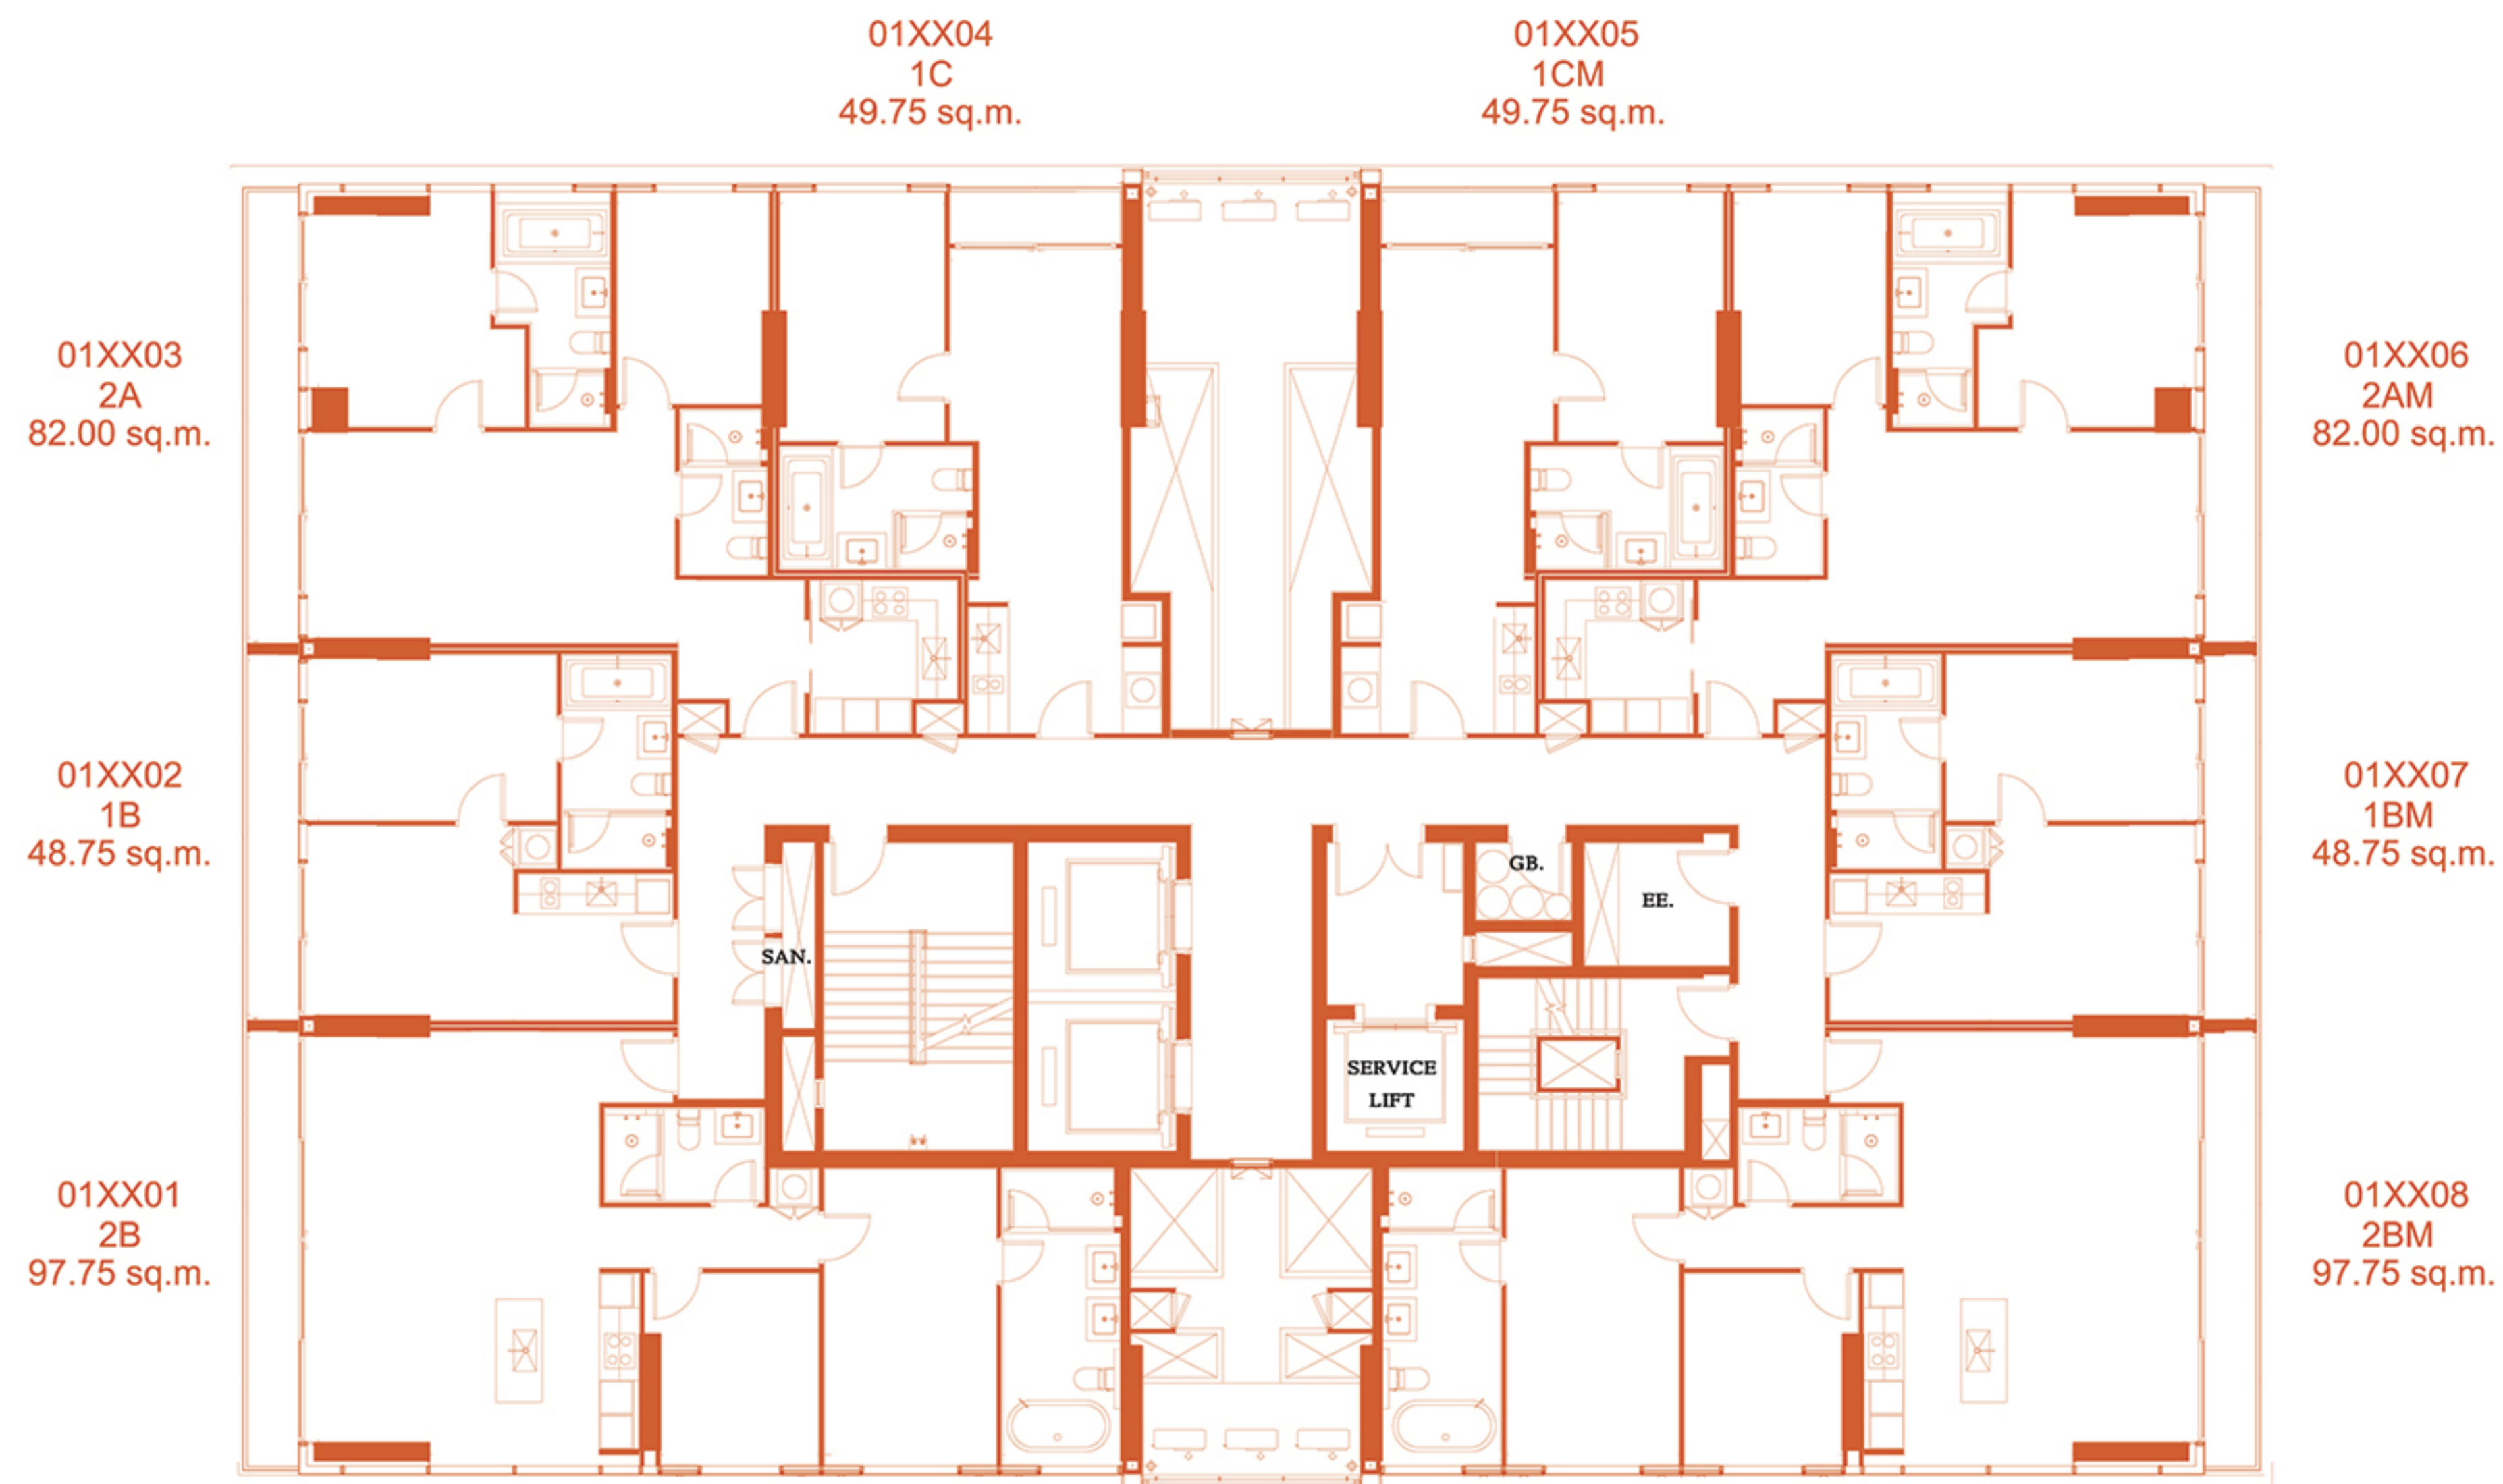 01XX04
1C
49.75 sq.m.
01XX05
1CM
49.75 sq.m.
01XX03
2A
82.00 sq.m.
01XX06
2AM
82.00 sq.m.
01XX02
1B
48.75 sq.m.
01XX07
1BM
48.75 sq.m.
GB.
EE.
SAN.
SERVICE
LIFT
01XX01
2B
97.75 sq.m.
01XX08
2BM
97.75 sq.m.